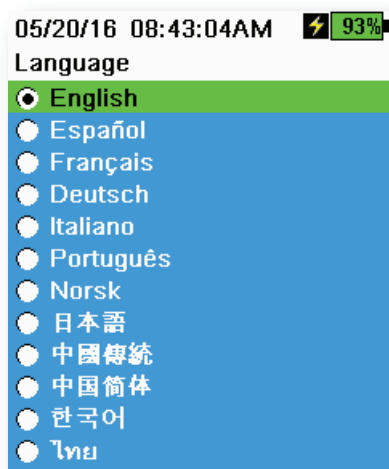 05/20/16 08:43:04AM 93%
Language
English
Español
Français
Deutsch
Italiano
Português
Norsk
日本語
中國傳統
中国简体
한국어
ไทย